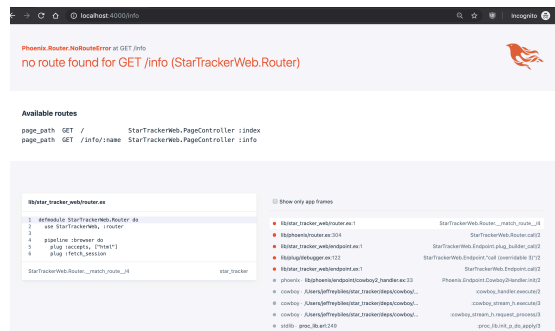 localhost:4000/info
Incognito
Phoenix.Router.NoRouteError at GET /info
no route found for GET /info (StarTrackerWeb.Router)
Available routes
page_path GET / StarTrackerWeb.PageController :index
page_path GET /info/:name StarTrackerWeb.PageController :info
lib/star_tracker_web/router.ex
1 defmodule StarTrackerWeb.Router do
2 use StarTrackerWeb, :router
3
4 pipeline :browser do
5 plug :accepts, ["html"]
6 plug :fetch_session
StarTrackerWeb.Router.__match_route__/4 star_tracker
Show only app frames
lib/star_tracker_web/router.ex:1 StarTrackerWeb.Router.__match_route__/4
lib/phoenix/router.ex:304 StarTrackerWeb.Router.call/2
lib/star_tracker_web/endpoint.ex:1 StarTrackerWeb.Endpoint.plug_builder_call/2
lib/plug/debugger.ex:122 StarTrackerWeb.Endpoint."call (overridable 3)"/2
lib/star_tracker_web/endpoint.ex:1 StarTrackerWeb.Endpoint.call/2
phoenix · lib/phoenix/endpoint/cowboy2_handler.ex:33 Phoenix.Endpoint.Cowboy2Handler.init/2
cowboy · /Users/jeffreybiles/star_tracker/deps/cowboy/... :cowboy_handler.execute/2
cowboy · /Users/jeffreybiles/star_tracker/deps/cowboy/... :cowboy_stream_h.execute/3
cowboy · /Users/jeffreybiles/star_tracker/deps/cowboy/... :cowboy_stream_h.request_process/3
stdlib · proc_lib.erl:249 :proc_lib.init_p_do_apply/3